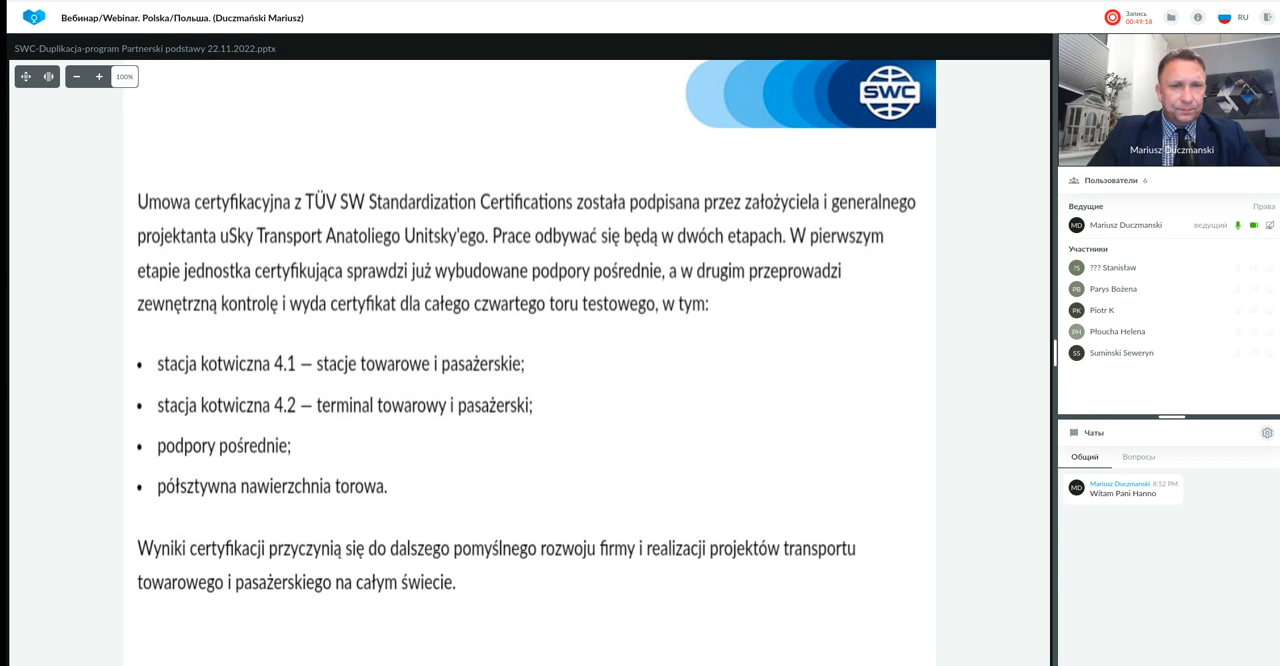 Вебинар/Webinar. Polska/Польша. (Duczmański Mariusz)
Запись
00:49:18
RU
SWC-Duplikacja-program Partnerski podstawy 22.11.2022.pptx
100%
SWC
Umowa certyfikacyjna z TÜV SW Standardization Certifications została podpisana przez założyciela i generalnego
projektanta uSky Transport Anatoliego Unitsky'ego. Prace odbywać się będą w dwóch etapach. W pierwszym
etapie jednostka certyfikująca sprawdzi już wybudowane podpory pośrednie, a w drugim przeprowadzi
zewnętrzną kontrolę i wyda certyfikat dla całego czwartego toru testowego, w tym:
• stacja kotwiczna 4.1 – stacje towarowe i pasażerskie;
• stacja kotwiczna 4.2 – terminal towarowy i pasażerski;
• podpory pośrednie;
• półsztywna nawierzchnia torowa.
Wyniki certyfikacji przyczynią się do dalszego pomyślnego rozwoju firmy i realizacji projektów transportu
towarowego i pasażerskiego na całym świecie.
Mariusz Duczmanski
Пользователи 6
Ведущие Права
MD Mariusz Duczmanski ведущий
Участники
?S ??? Stanisław
PB Parys Bożena
PK Piotr K
PH Płoucha Helena
SS Suminski Seweryn
Чаты
Общий Вопросы
MD Mariusz Duczmanski 8:52 PM
Witam Pani Hanno